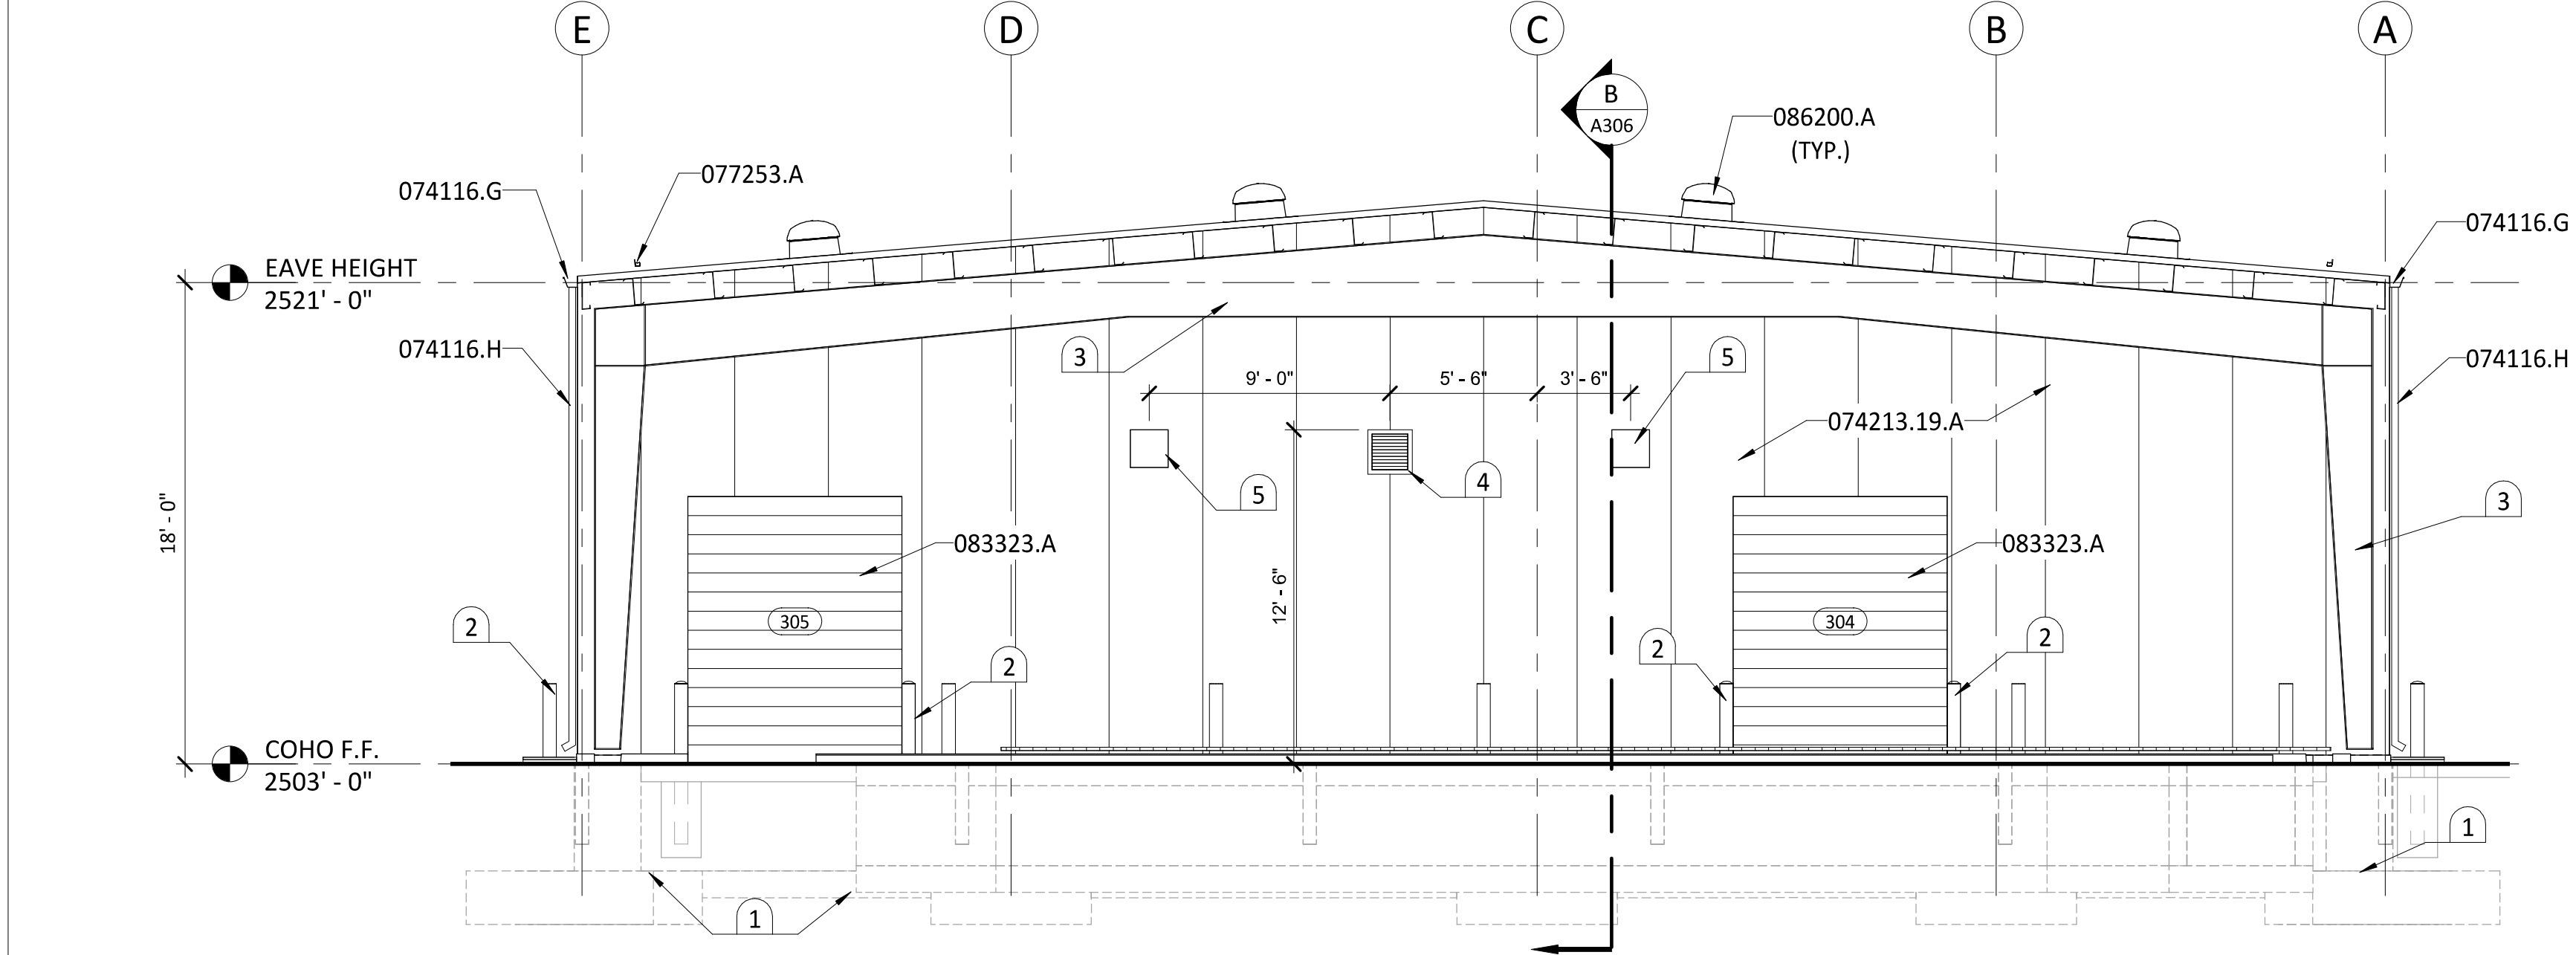 E
D
C
B
A
B
A306
086200.A
(TYP.)
077253.A
074116.G
074116.G
EAVE HEIGHT
2521' - 0"
074116.H
3
9' - 0"
5' - 6"
3' - 6"
5
074116.H
074213.19.A
5
4
3
18' - 0"
083323.A
083323.A
12' - 6"
305
304
2
2
2
2
COHO F.F.
2503' - 0"
1
1